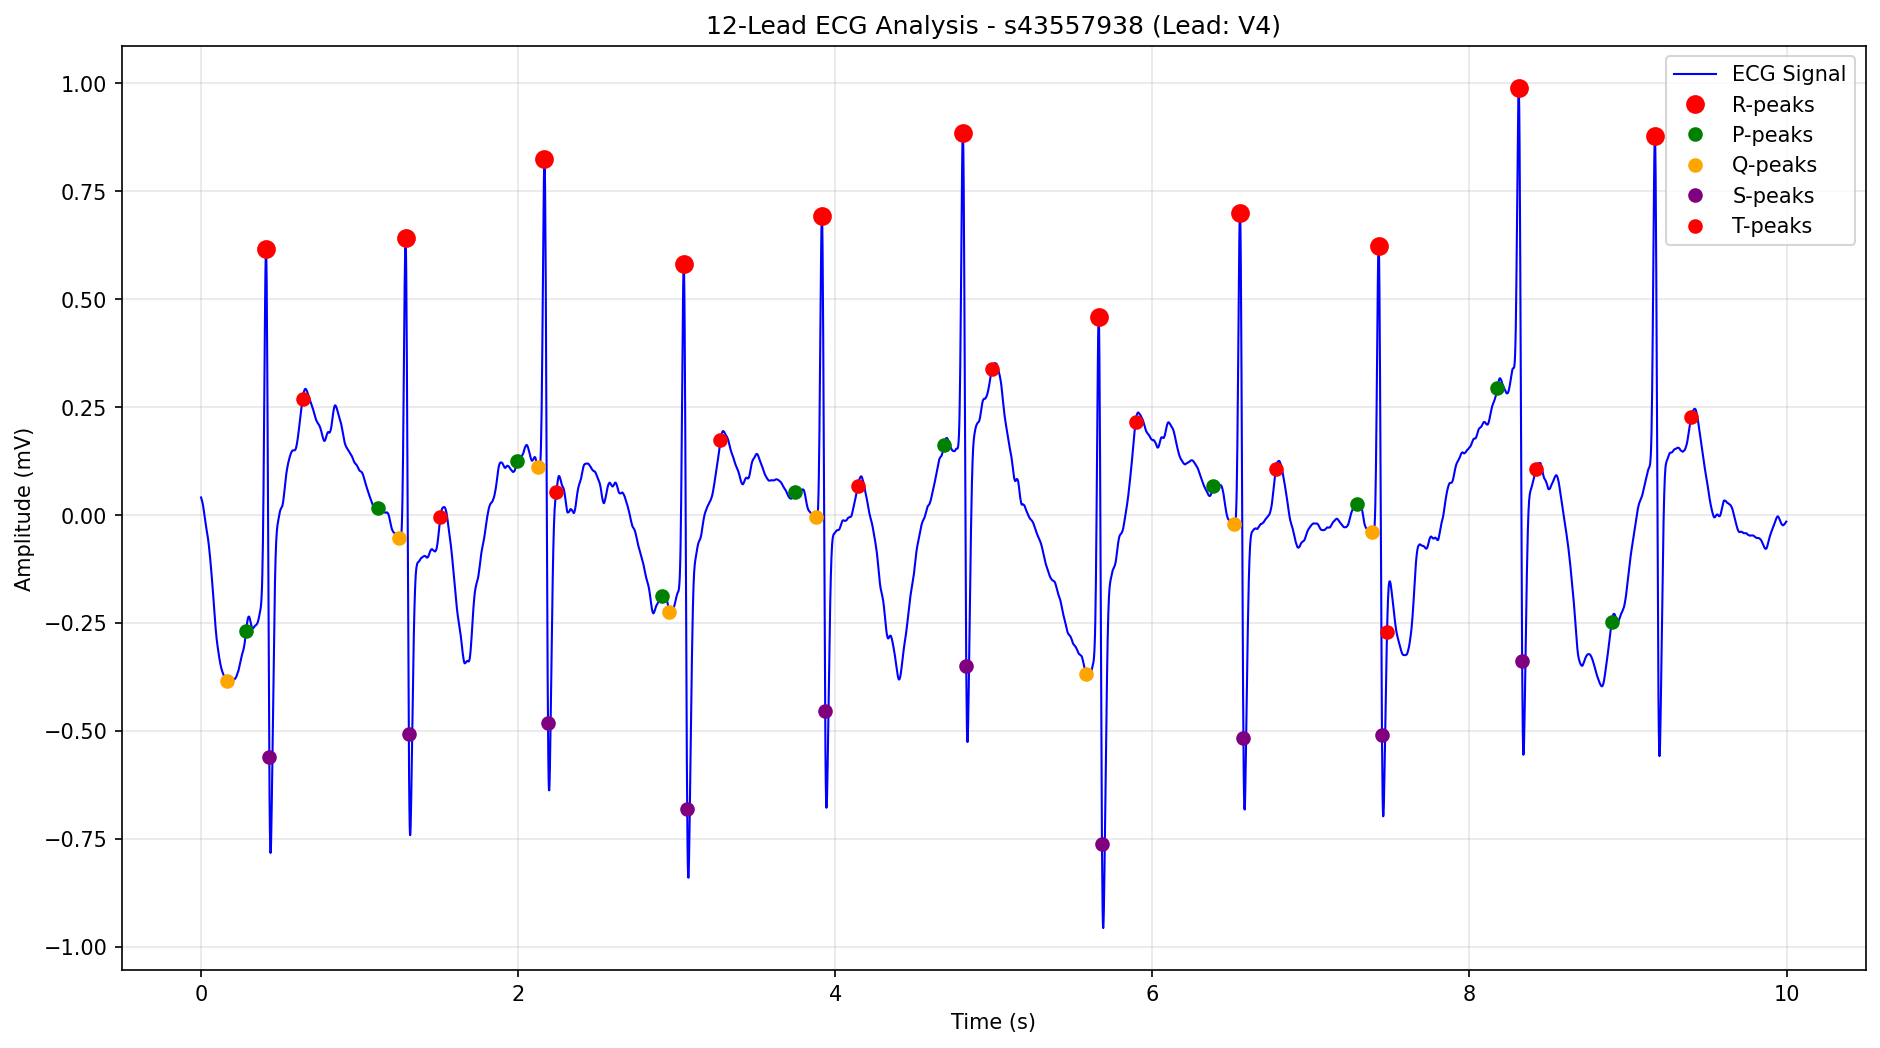 12-Lead ECG Analysis - s43557938 (Lead: V4)
ECG Signal
R-peaks
P-peaks
Q-peaks
S-peaks
T-peaks
Amplitude (mV)
1.00
0.75
0.50
0.25
0.00
−0.25
−0.50
−0.75
−1.00
0 2 4 6 8 10
Time (s)